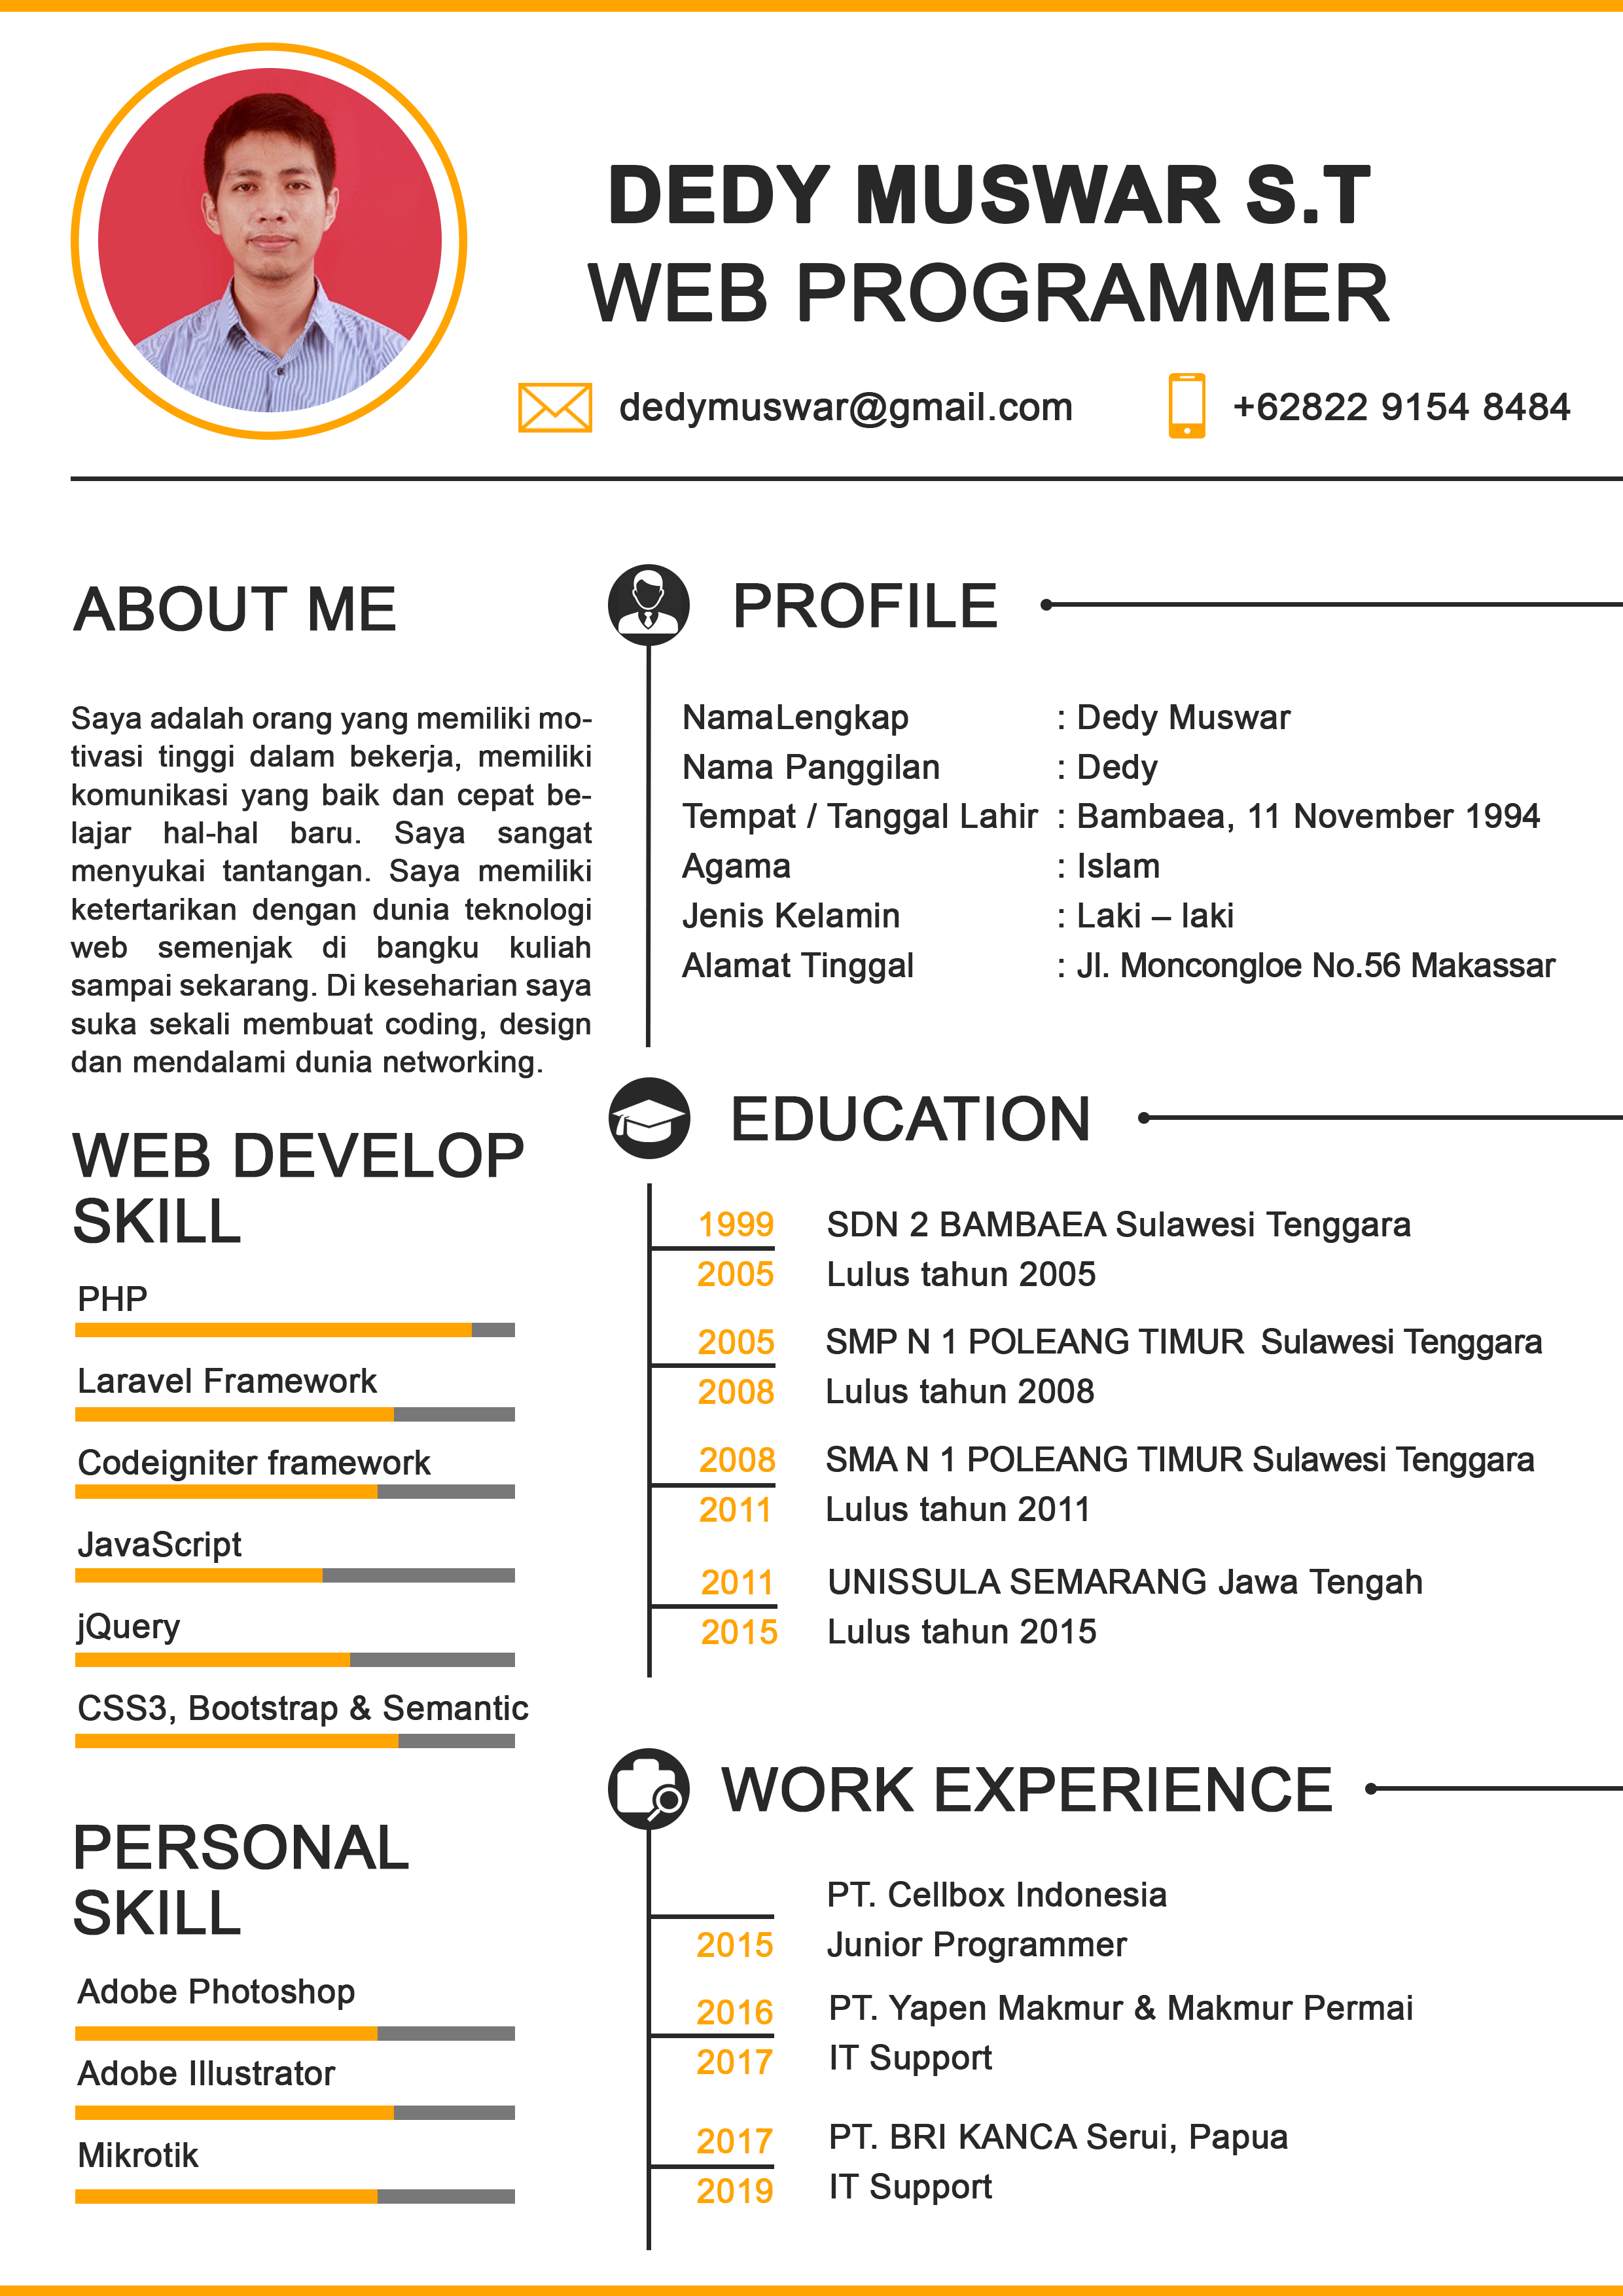 DEDY MUSWAR S.T
WEB PROGRAMMER
dedymuswar@gmail.com
+62822 9154 8484
ABOUT ME
Saya adalah orang yang memiliki mo-
tivasi tinggi dalam bekerja, memiliki
komunikasi yang baik dan cepat be-
lajar hal-hal baru. Saya sangat
menyukai tantangan. Saya memiliki
ketertarikan dengan dunia teknologi
web semenjak di bangku kuliah
sampai sekarang. Di keseharian saya
suka sekali membuat coding, design
dan mendalami dunia networking.
WEB DEVELOP
SKILL
PHP
Laravel Framework
Codeigniter framework
JavaScript
jQuery
CSS3, Bootstrap & Semantic
PERSONAL
SKILL
Adobe Photoshop
Adobe Illustrator
Mikrotik
PROFILE
NamaLengkap : Dedy Muswar
Nama Panggilan : Dedy
Tempat / Tanggal Lahir : Bambaea, 11 November 1994
Agama : Islam
Jenis Kelamin : Laki – laki
Alamat Tinggal : Jl. Moncongloe No.56 Makassar
EDUCATION
1999 SDN 2 BAMBAEA Sulawesi Tenggara
2005 Lulus tahun 2005
2005 SMP N 1 POLEANG TIMUR Sulawesi Tenggara
2008 Lulus tahun 2008
2008 SMA N 1 POLEANG TIMUR Sulawesi Tenggara
2011 Lulus tahun 2011
2011 UNISSULA SEMARANG Jawa Tengah
2015 Lulus tahun 2015
WORK EXPERIENCE
PT. Cellbox Indonesia
2015 Junior Programmer
2016 PT. Yapen Makmur & Makmur Permai
2017 IT Support
2017 PT. BRI KANCA Serui, Papua
2019 IT Support